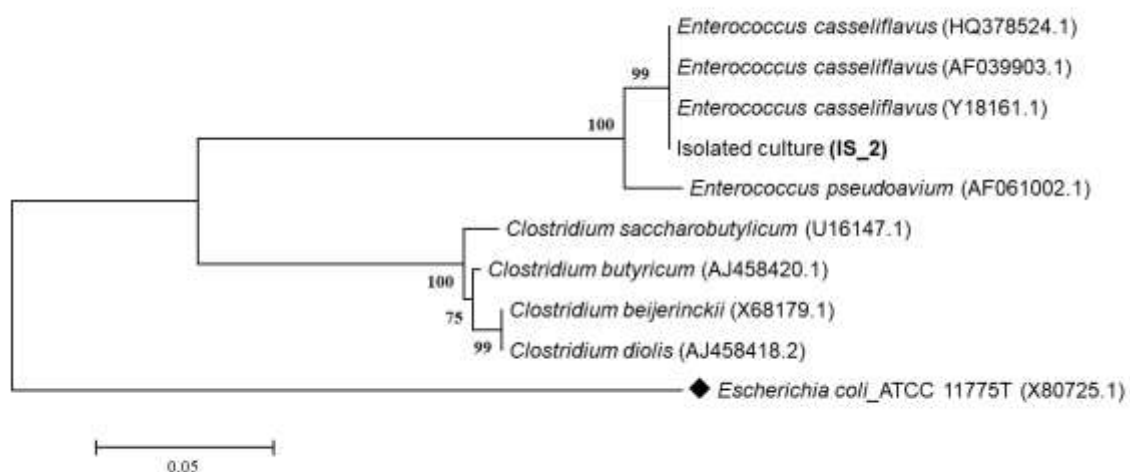 Enterococcus casseliflavus (HQ378524.1)
99
Enterococcus casseliflavus (AF039903.1)
Enterococcus casseliflavus (Y18161.1)
100
Isolated culture (IS_2)
Enterococcus pseudoavium (AF061002.1)
Clostridium saccharobutylicum (U16147.1)
Clostridium butyricum (AJ458420.1)
100
Clostridium beijerinckii (X68179.1)
75
99
Clostridium diolis (AJ458418.2)
Escherichia coli_ATCC 11775T (X80725.1)
0.05